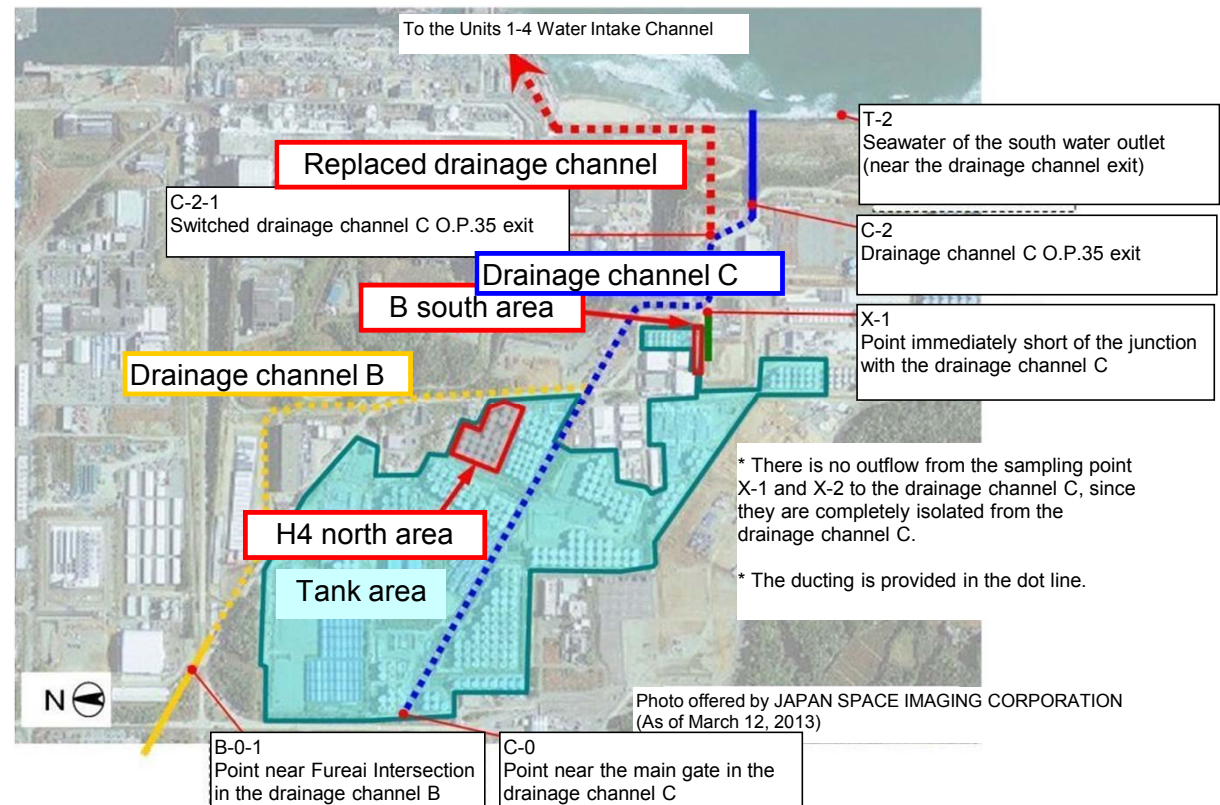 To the Units 1-4 Water Intake Channel
T-2
Seawater of the south water outlet
(near the drainage channel exit)
Replaced drainage channel
C-2-1
Switched drainage channel C O.P.35 exit
C-2
Drainage channel C O.P.35 exit
Drainage channel C
B south area
X-1
Point immediately short of the junction
with the drainage channel C
Drainage channel B
* There is no outflow from the sampling point
X-1 and X-2 to the drainage channel C, since
they are completely isolated from the
drainage channel C.
H4 north area
Tank area
* The ducting is provided in the dot line.
N
Photo offered by JAPAN SPACE IMAGING CORPORATION
(As of March 12, 2013)
B-0-1
Point near Fureai Intersection
in the drainage channel B
C-0
Point near the main gate in the
drainage channel C